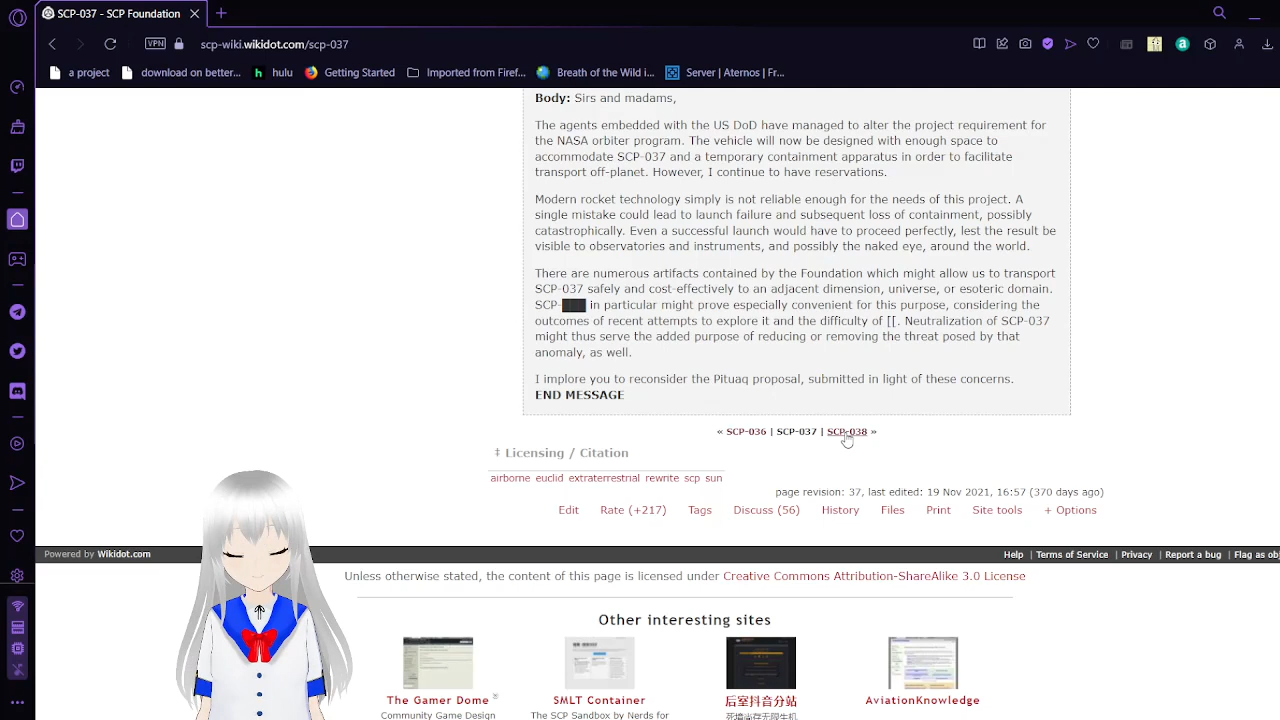 SCP-037 - SCP Foundation
VPN
scp-wiki.wikidot.com/scp-037
a project
download on better...
hulu
Getting Started
Imported from Firef...
Breath of the Wild i...
Server | Aternos | Fr...
Body: Sirs and madams,
The agents embedded with the US DoD have managed to alter the project requirement for
the NASA orbiter program. The vehicle will now be designed with enough space to
accommodate SCP-037 and a temporary containment apparatus in order to facilitate
transport off-planet. However, I continue to have reservations.
Modern rocket technology simply is not reliable enough for the needs of this project. A
single mistake could lead to launch failure and subsequent loss of containment, possibly
catastrophically. Even a successful launch would have to proceed perfectly, lest the result be
visible to observatories and instruments, and possibly the naked eye, around the world.
There are numerous artifacts contained by the Foundation which might allow us to transport
SCP-037 safely and cost-effectively to an adjacent dimension, universe, or esoteric domain.
SCP-███ in particular might prove especially convenient for this purpose, considering the
outcomes of recent attempts to explore it and the difficulty of [[. Neutralization of SCP-037
might thus serve the added purpose of reducing or removing the threat posed by that
anomaly, as well.
I implore you to reconsider the Pituaq proposal, submitted in light of these concerns.
END MESSAGE
« SCP-036 | SCP-037 | SCP-038 »
‡ Licensing / Citation
airborne euclid extraterrestrial rewrite scp sun
page revision: 37, last edited: 19 Nov 2021, 16:57 (370 days ago)
Edit Rate (+217) Tags Discuss (56) History Files Print Site tools + Options
Powered by Wikidot.com
Help | Terms of Service | Privacy | Report a bug | Flag as ob
Unless otherwise stated, the content of this page is licensed under Creative Commons Attribution-ShareAlike 3.0 License
Other interesting sites
The Gamer Dome
SMLT Container
后室抖音分站
AviationKnowledge
Community Game Design
The SCP Sandbox by Nerds for
死境尚存无限生机